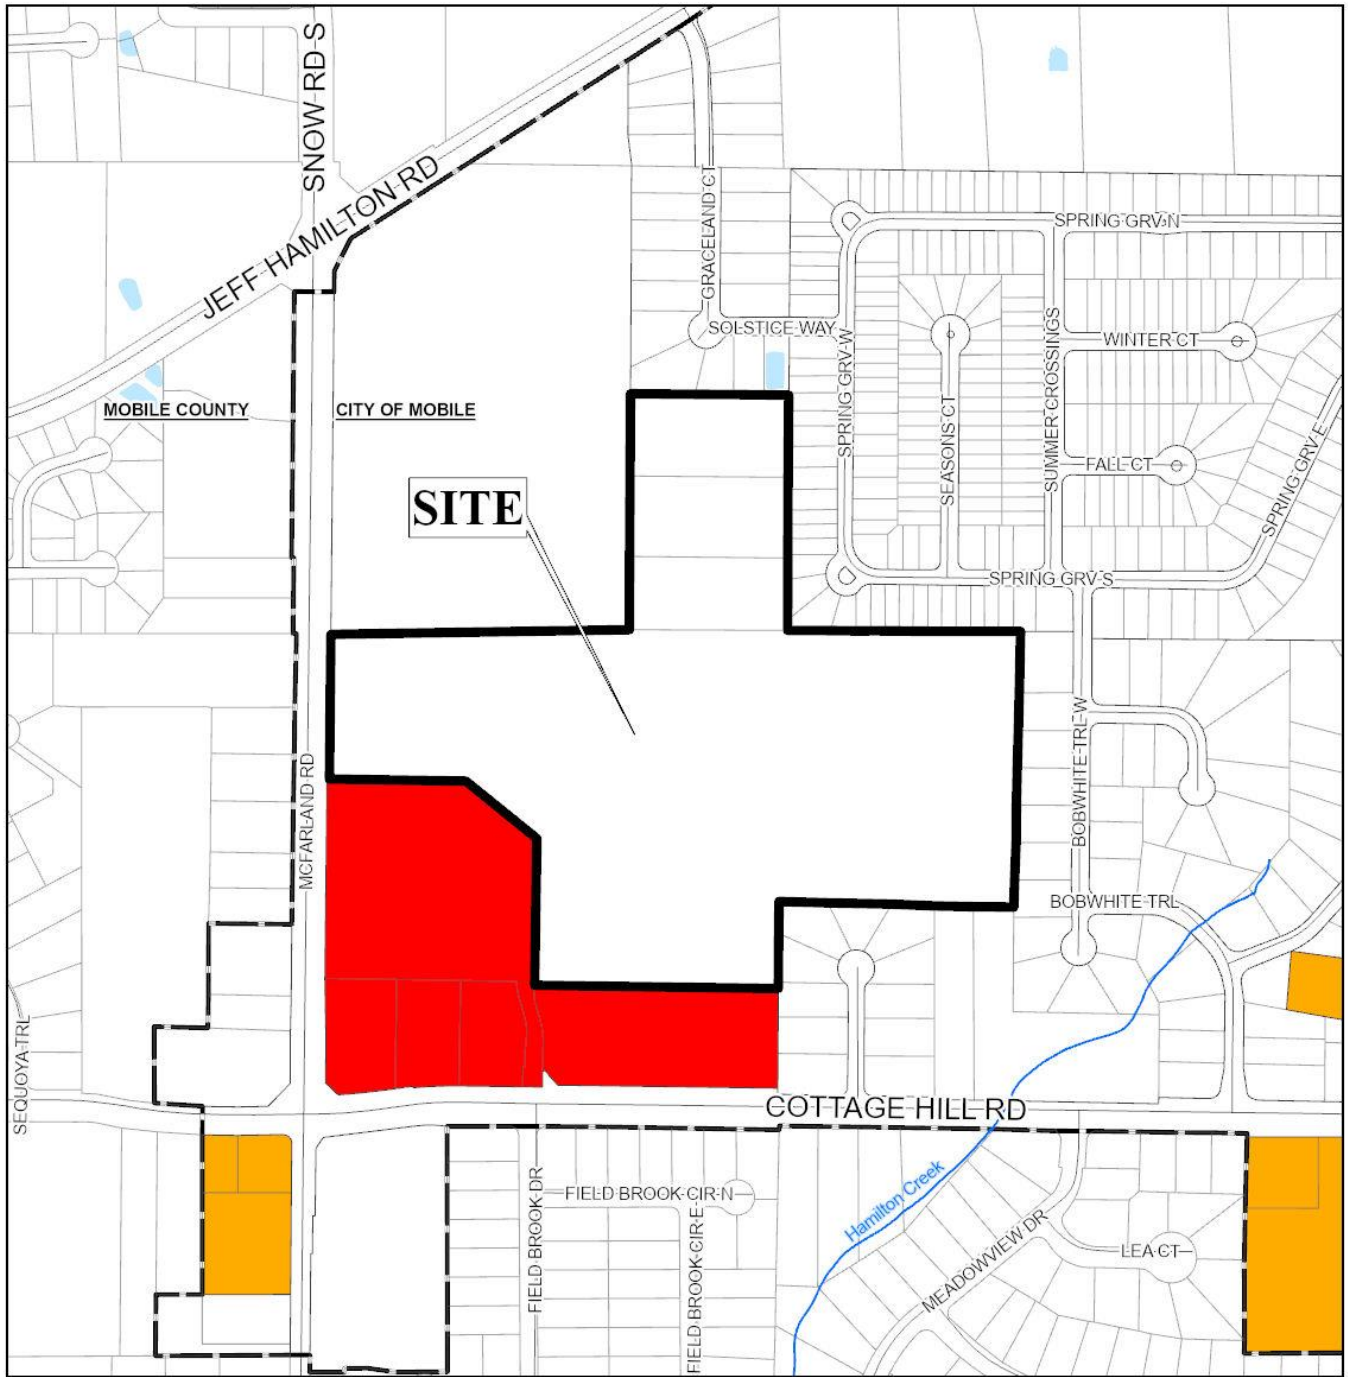 SNOW RD S
JEFF HAMILTON RD
GRACELAND CT
SPRING GRV N
SOLSTICE WAY
WINTER CT
SPRING GRV W
SEASONS CT
SUMMER CROSSINGS
MOBILE COUNTY
CITY OF MOBILE
FALL CT
SPRING GRV E
SITE
SPRING GRV S
MCFARLAND RD
BOBWHITE TRL W
BOBWHITE TRL
SEQUOYA TRL
COTTAGE HILL RD
FIELD BROOK DR
FIELD BROOK CIR N
FIELD BROOK CIR E
Hamilton Creek
MEADOWVIEW DR
LEA CT